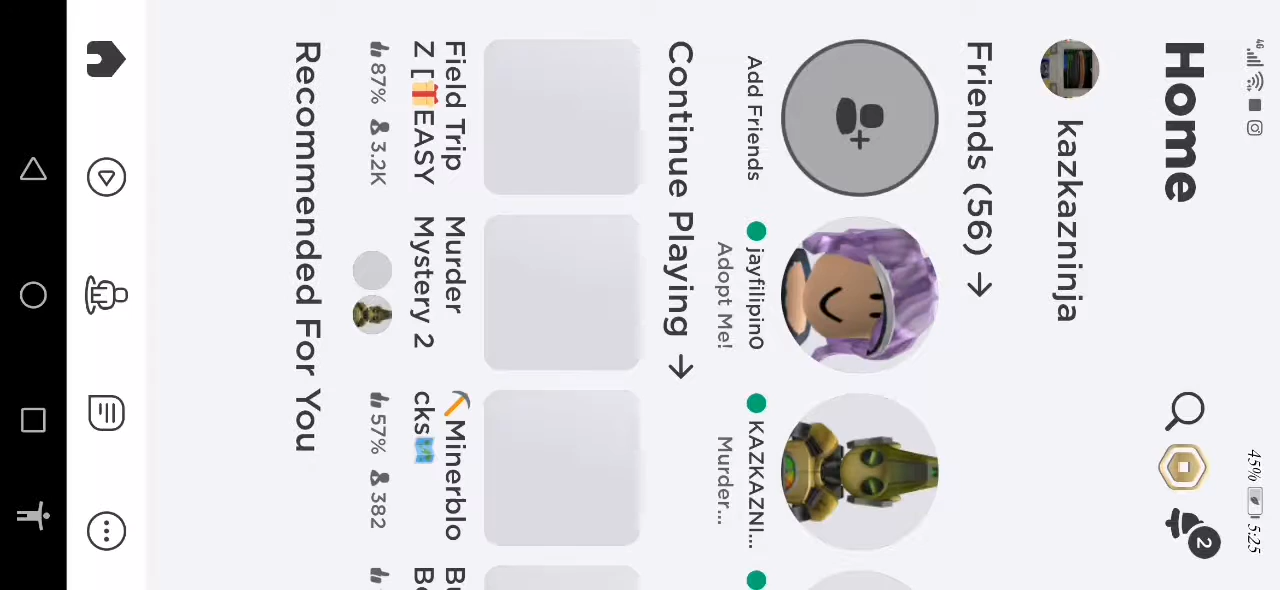 4G
45% 5:25
Home
2
kazkazninja
Friends (56) →
Add Friends
jayfilipin0
Adopt Me!
KAZKAZNI...
Murder...
Continue Playing →
Field Trip
Z [🎁EASY
87% 3.2K
Murder
Mystery 2
⛏️Minerblo
cks🗺️
57% 382
Recommended For You